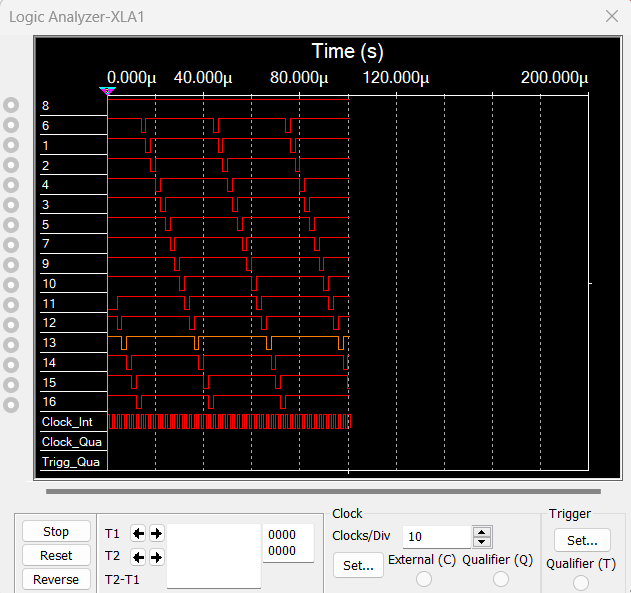 Logic Analyzer-XLA1
Time (s)
0.000μ 40.000μ 80.000μ 120.000μ 200.000μ
8
6
1
2
4
3
5
7
9
10
11
12
13
14
15
16
Clock_Int
Clock_Qua
Trigg_Qua
Stop
Reset
Reverse
T1
T2
T2-T1
0000
0000
Clock
Clocks/Div 10
Set...
External (C) Qualifier (Q)
Trigger
Set...
Qualifier (T)